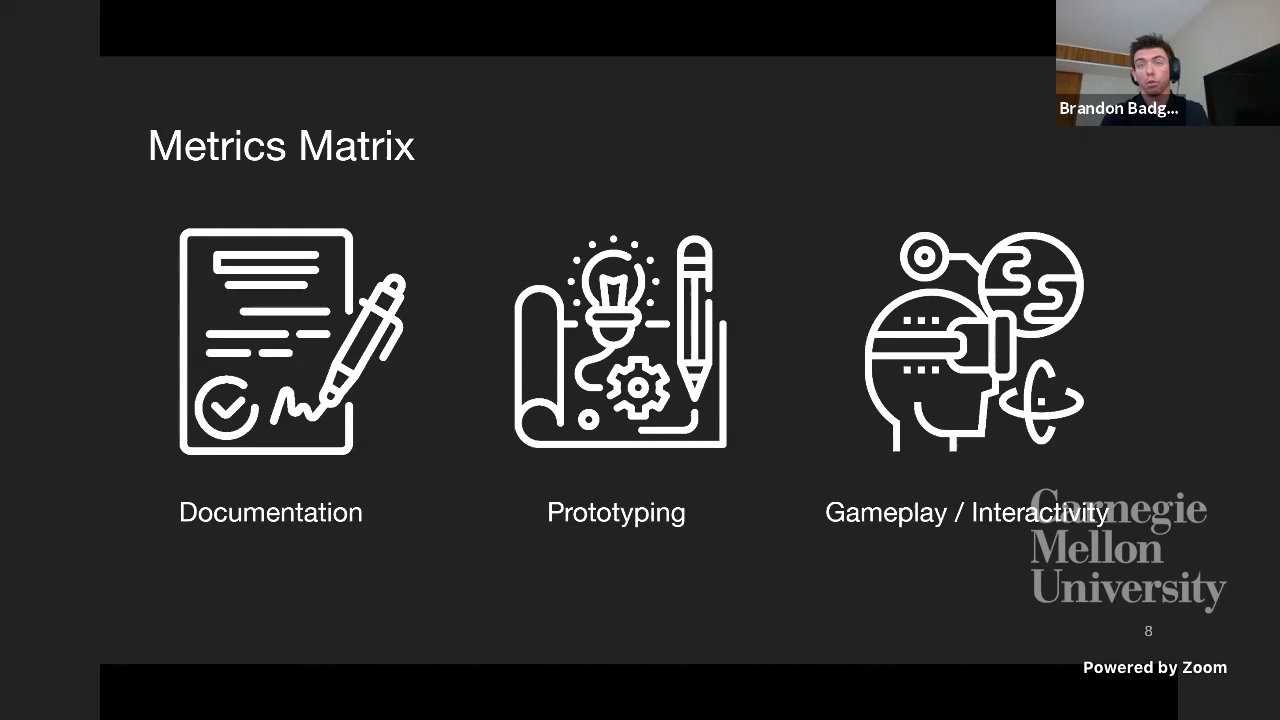 Brandon Badg...
Metrics Matrix
Documentation
Prototyping
Gameplay / Interactivity
Carnegie
Mellon
University
8
Powered by Zoom